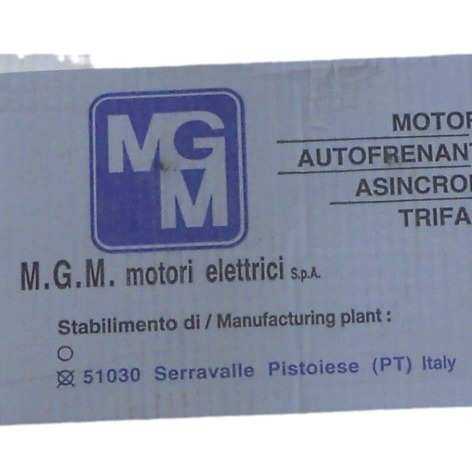 MGM
MOTOR
AUTOFRENANT
ASINCRO
TRIFA
M.G.M. motori elettrici S.p.A.
Stabilimento di / Manufacturing plant :
51030 Serravalle Pistoiese (PT) Italy